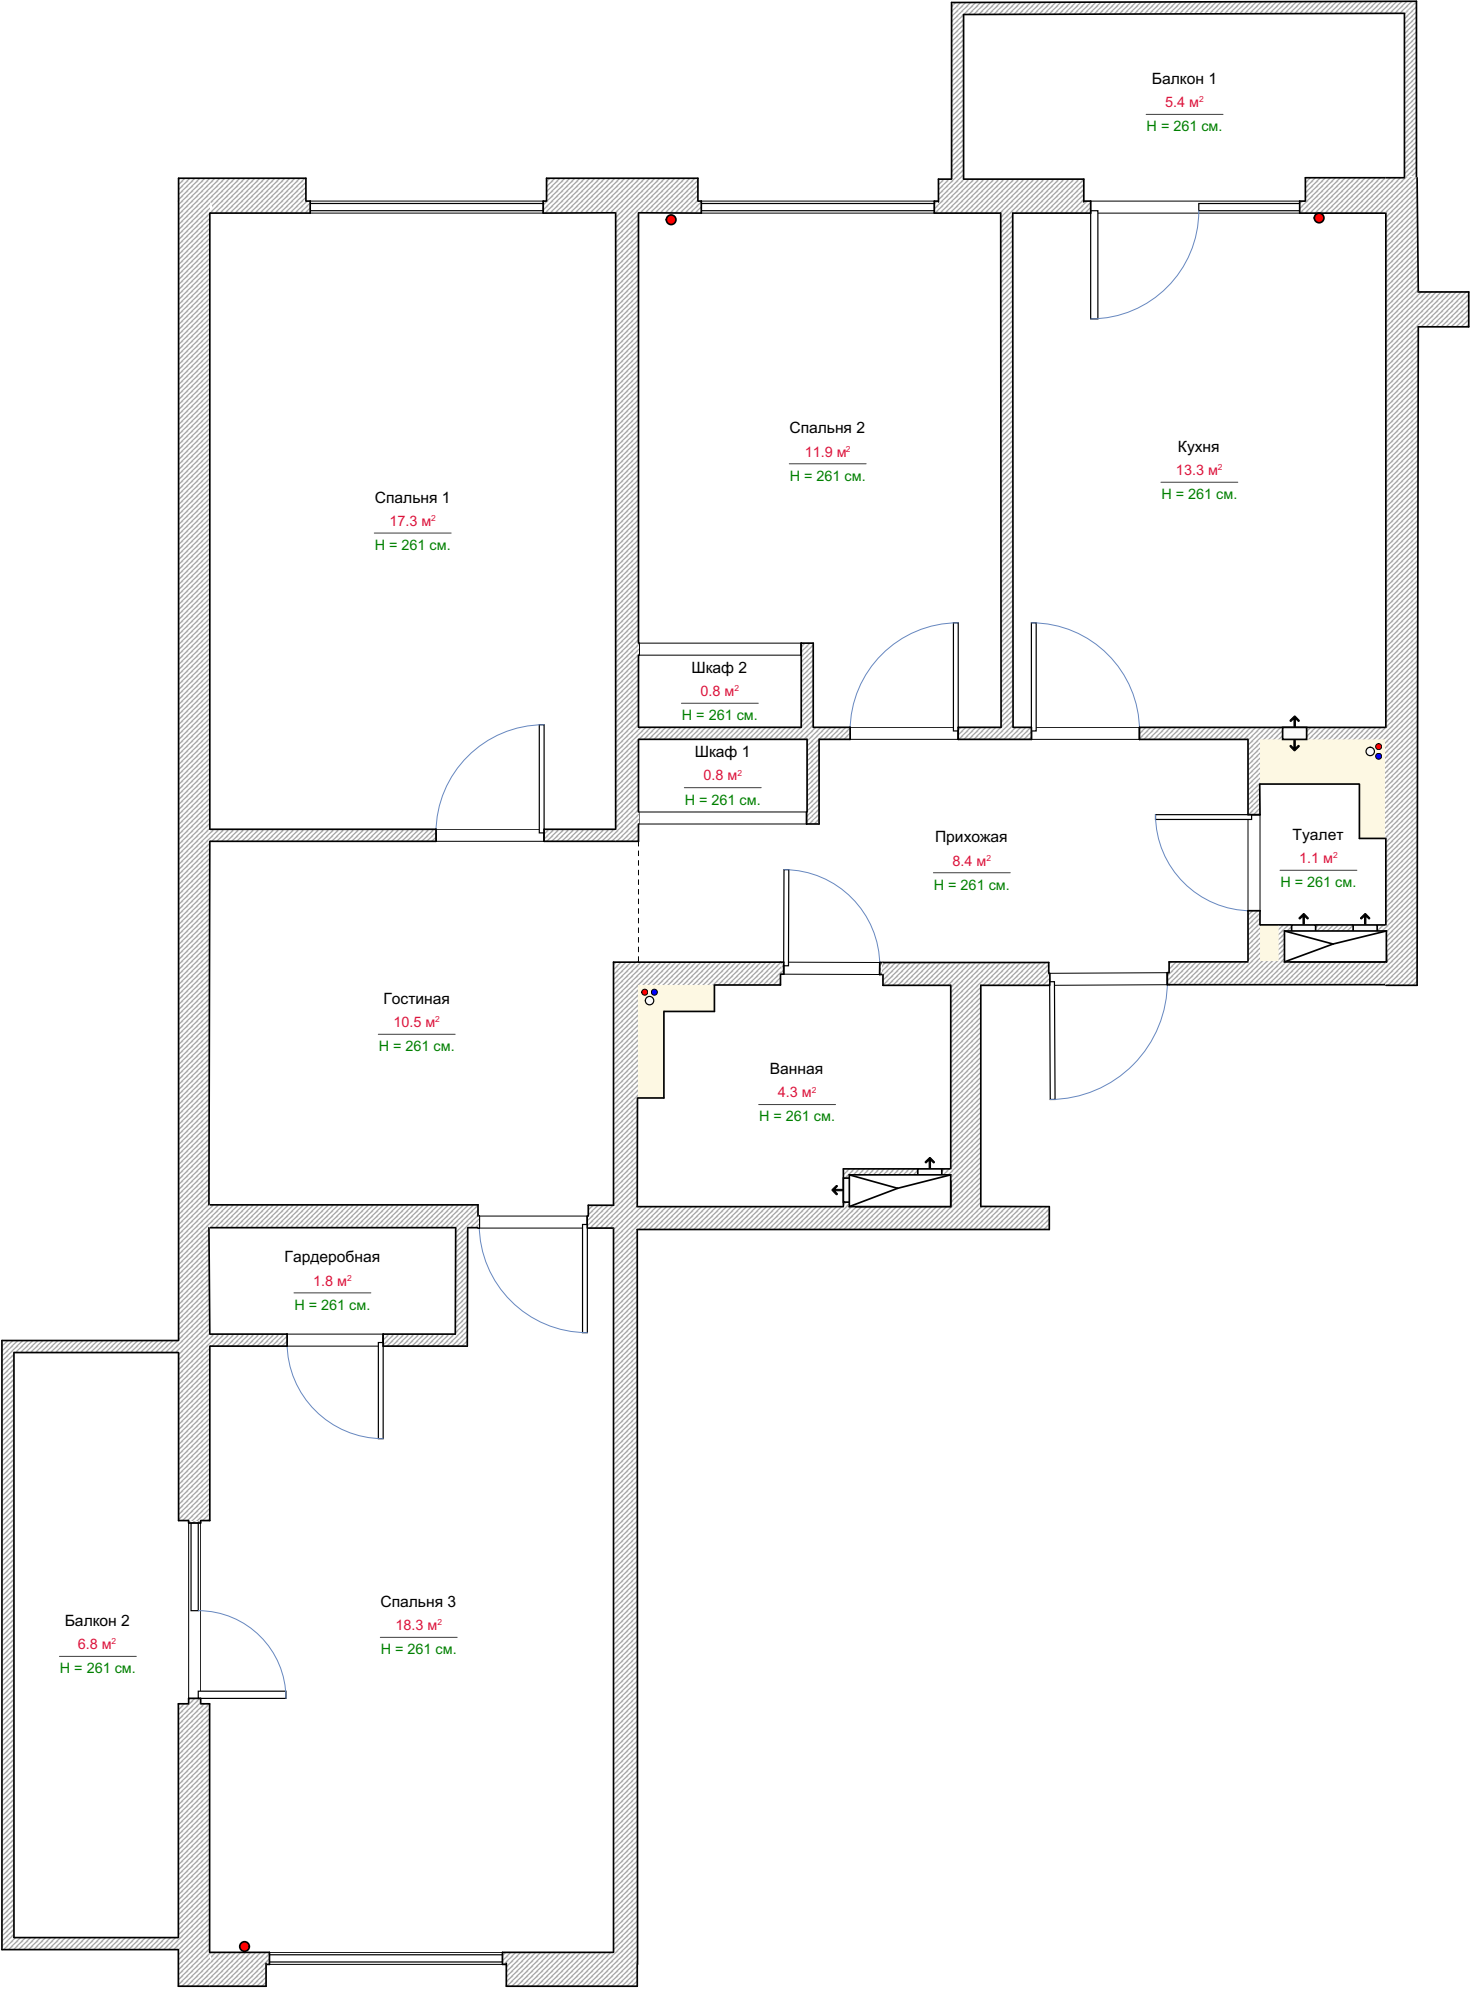 Балкон 1
5.4 м²
H = 261 см.
Спальня 2
11.9 м²
H = 261 см.
Кухня
13.3 м²
H = 261 см.
Спальня 1
17.3 м²
H = 261 см.
Шкаф 2
0.8 м²
H = 261 см.
Шкаф 1
0.8 м²
H = 261 см.
Прихожая
8.4 м²
H = 261 см.
Туалет
1.1 м²
H = 261 см.
Гостиная
10.5 м²
H = 261 см.
Ванная
4.3 м²
H = 261 см.
Гардеробная
1.8 м²
H = 261 см.
Спальня 3
18.3 м²
H = 261 см.
Балкон 2
6.8 м²
H = 261 см.